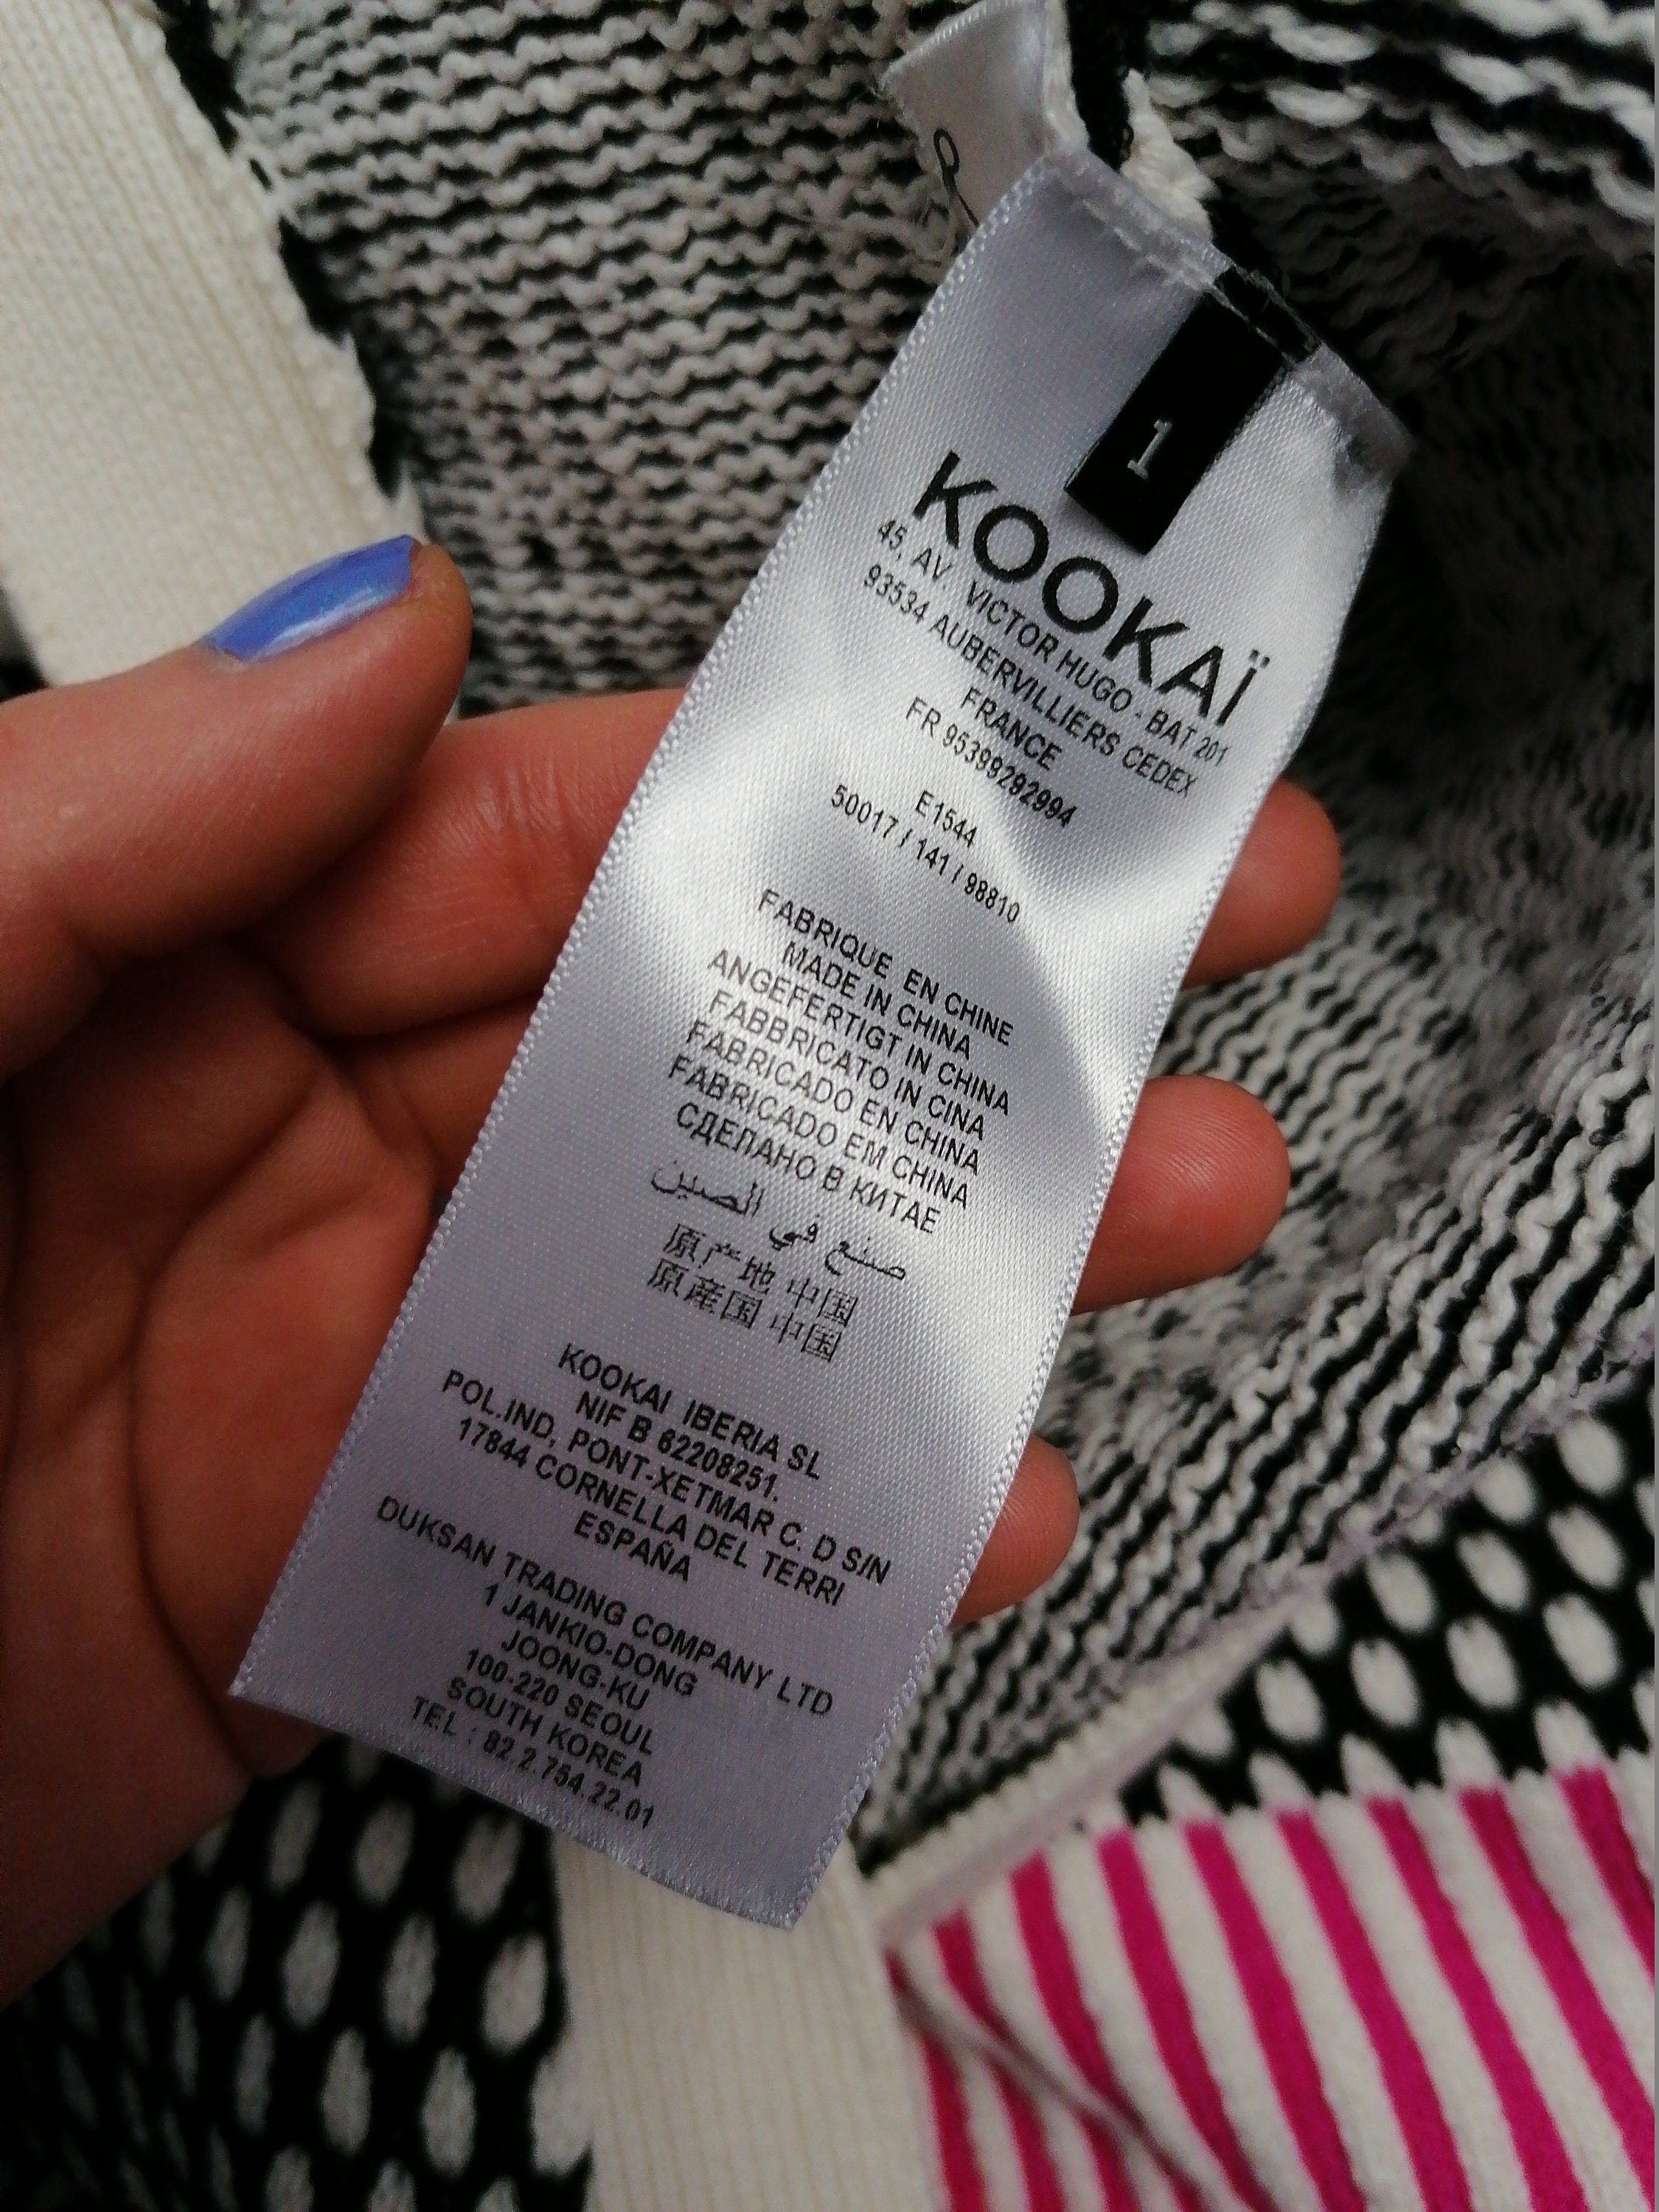 1
KOOKAÏ
45, AV. VICTOR HUGO - BAT 201
93534 AUBERVILLIERS CEDEX
FRANCE
FR 95399292994
E1544
50017 / 141 / 98810
FABRIQUE EN CHINE
MADE IN CHINA
ANGEFERTIGT IN CHINA
FABBRICATO IN CINA
FABRICADO EN CHINA
FABRICADO EM CHINA
СДЕЛАНО В КИТАЕ
صنع في الصين
原产地 中国
原産国 中国
KOOKAI IBERIA SL
NIF B 62208251.
POL.IND, PONT-XETMAR C. D S/N
17844 CORNELLA DEL TERRI
ESPAÑA
DUKSAN TRADING COMPANY LTD
1 JANKIO-DONG
JOONG-KU
100-220 SEOUL
SOUTH KOREA
TEL : 82.2.754.22.01